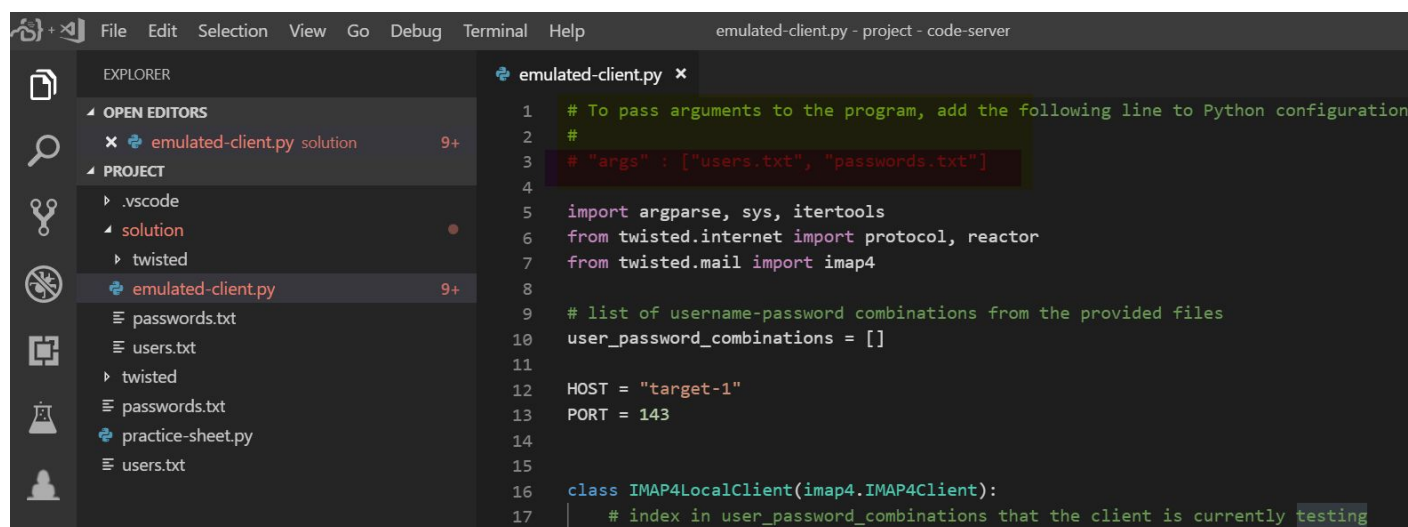 File Edit Selection View Go Debug Terminal Help emulated-client.py - project - code-server
EXPLORER
OPEN EDITORS
emulated-client.py solution 9+
PROJECT
.vscode
solution
twisted
emulated-client.py 9+
passwords.txt
users.txt
twisted
passwords.txt
practice-sheet.py
users.txt
emulated-client.py
1 # To pass arguments to the program, add the following line to Python configuration
2 #
3 # "args" : ["users.txt", "passwords.txt"]
4
5 import argparse, sys, itertools
6 from twisted.internet import protocol, reactor
7 from twisted.mail import imap4
8
9 # list of username-password combinations from the provided files
10 user_password_combinations = []
11
12 HOST = "target-1"
13 PORT = 143
14
15
16 class IMAP4LocalClient(imap4.IMAP4Client):
17 # index in user_password_combinations that the client is currently testing